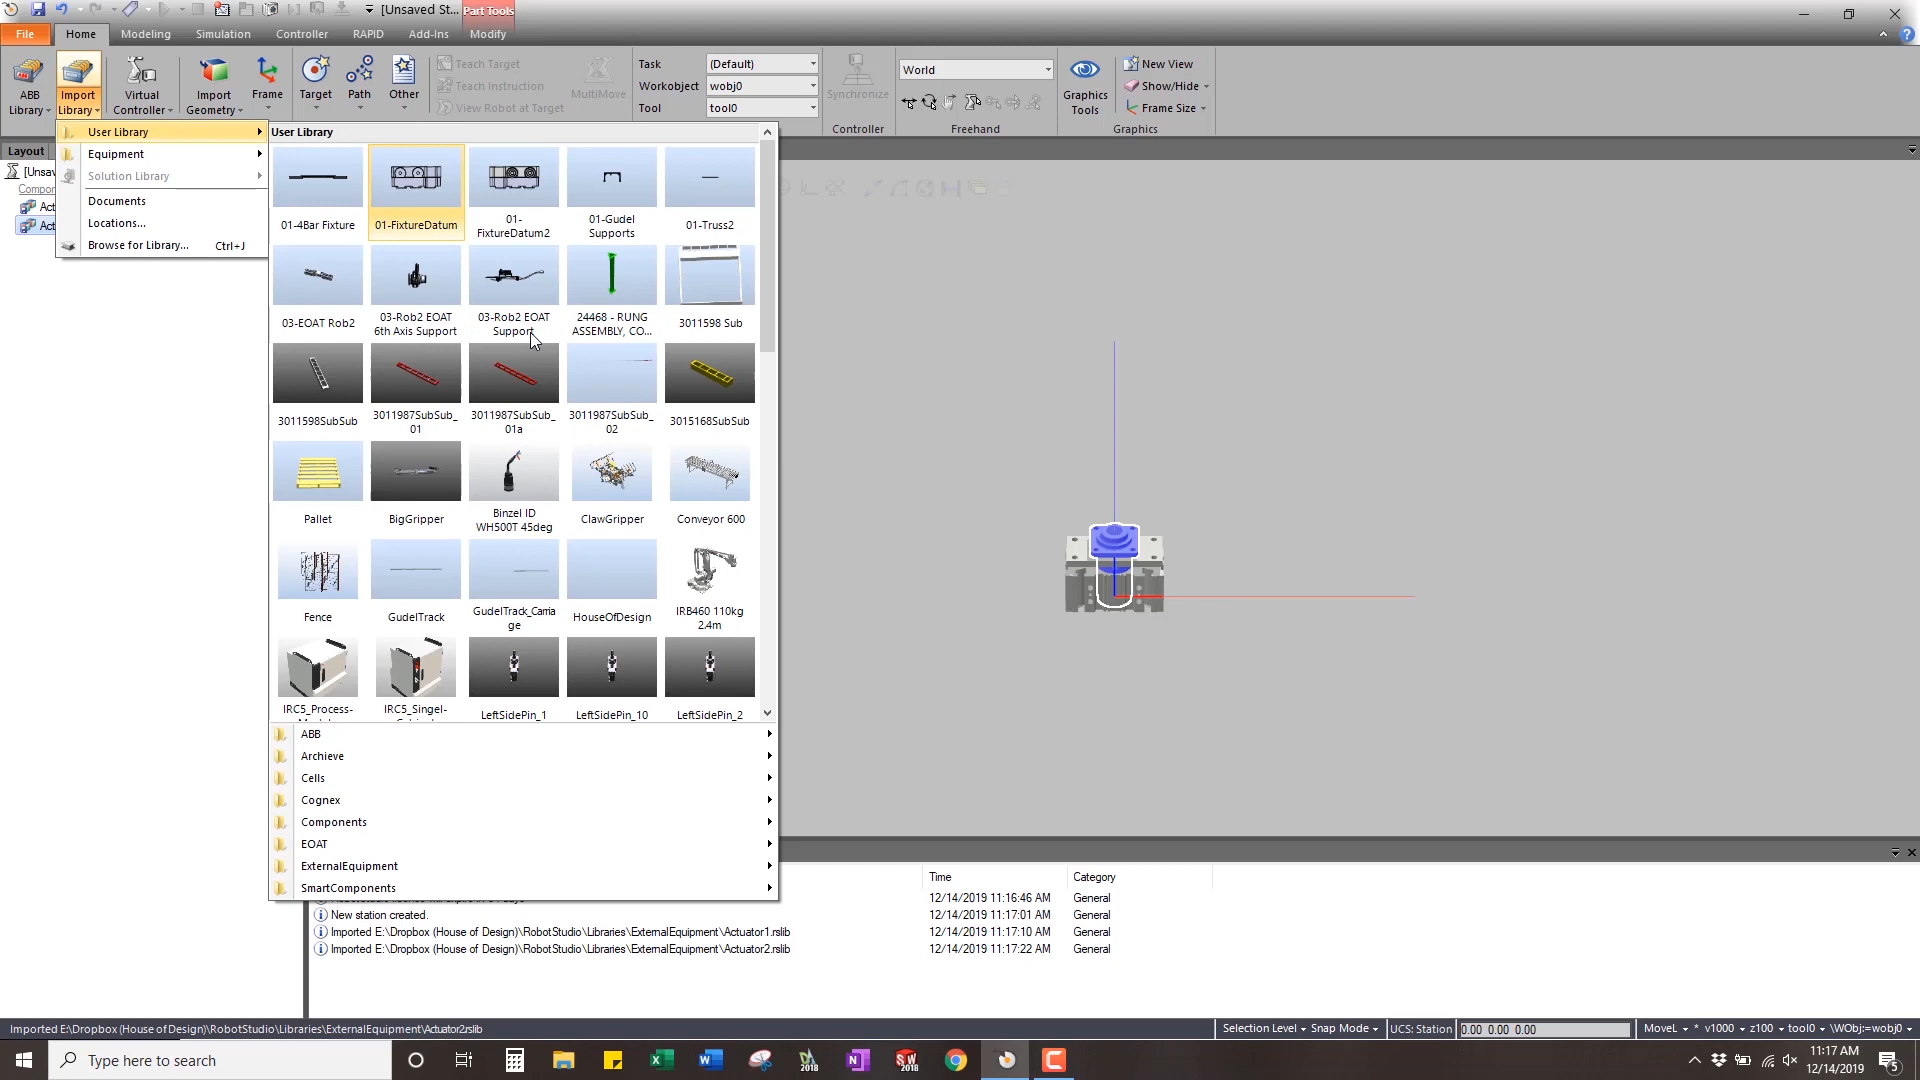 [Unsaved St...
Part Tools
File
Home
Modeling
Simulation
Controller
RAPID
Add-Ins
Modify
ABB
Library
Import
Library
Virtual
Controller
Import
Geometry
Frame
Target
Path
Other
Teach Target
Teach Instruction
View Robot at Target
MultiMove
Task
(Default)
Workobject
wobj0
Tool
tool0
Synchronize
Controller
World
Freehand
Graphics
Tools
New View
Show/Hide
Frame Size
Graphics
Layout
[Unsav
Compor
Act
Act
User Library
Equipment
Solution Library
Documents
Locations...
Browse for Library... Ctrl+J
User Library
01-4Bar Fixture
01-FixtureDatum
01-
FixtureDatum2
01-Gudel
Supports
01-Truss2
03-EOAT Rob2
03-Rob2 EOAT
6th Axis Support
03-Rob2 EOAT
Support
24468 - RUNG
ASSEMBLY, CO...
3011598 Sub
3011598SubSub
3011987SubSub_
01
3011987SubSub_
01a
3011987SubSub_
02
3015168SubSub
Pallet
BigGripper
Binzel ID
WH500T 45deg
ClawGripper
Conveyor 600
Fence
GudelTrack
GudelTrack_Carria
ge
HouseOfDesign
IRB460 110kg
2.4m
IRC5_Process-
IRC5_Singel-
LeftSidePin_1
LeftSidePin_10
LeftSidePin_2
ABB
Archieve
Cells
Cognex
Components
EOAT
ExternalEquipment
SmartComponents
Time
Category
12/14/2019 11:16:46 AM General
New station created. 12/14/2019 11:17:01 AM General
Imported E:\Dropbox (House of Design)\RobotStudio\Libraries\ExternalEquipment\Actuator1.rslib 12/14/2019 11:17:10 AM General
Imported E:\Dropbox (House of Design)\RobotStudio\Libraries\ExternalEquipment\Actuator2.rslib 12/14/2019 11:17:22 AM General
Imported E:\Dropbox (House of Design)\RobotStudio\Libraries\ExternalEquipment\Actuator2.rslib
Selection Level
Snap Mode
UCS: Station
0.00 0.00 0.00
MoveL * v1000 z100 tool0 \WObj:=wobj0
Type here to search
2018
2018
11:17 AM
12/14/2019
5